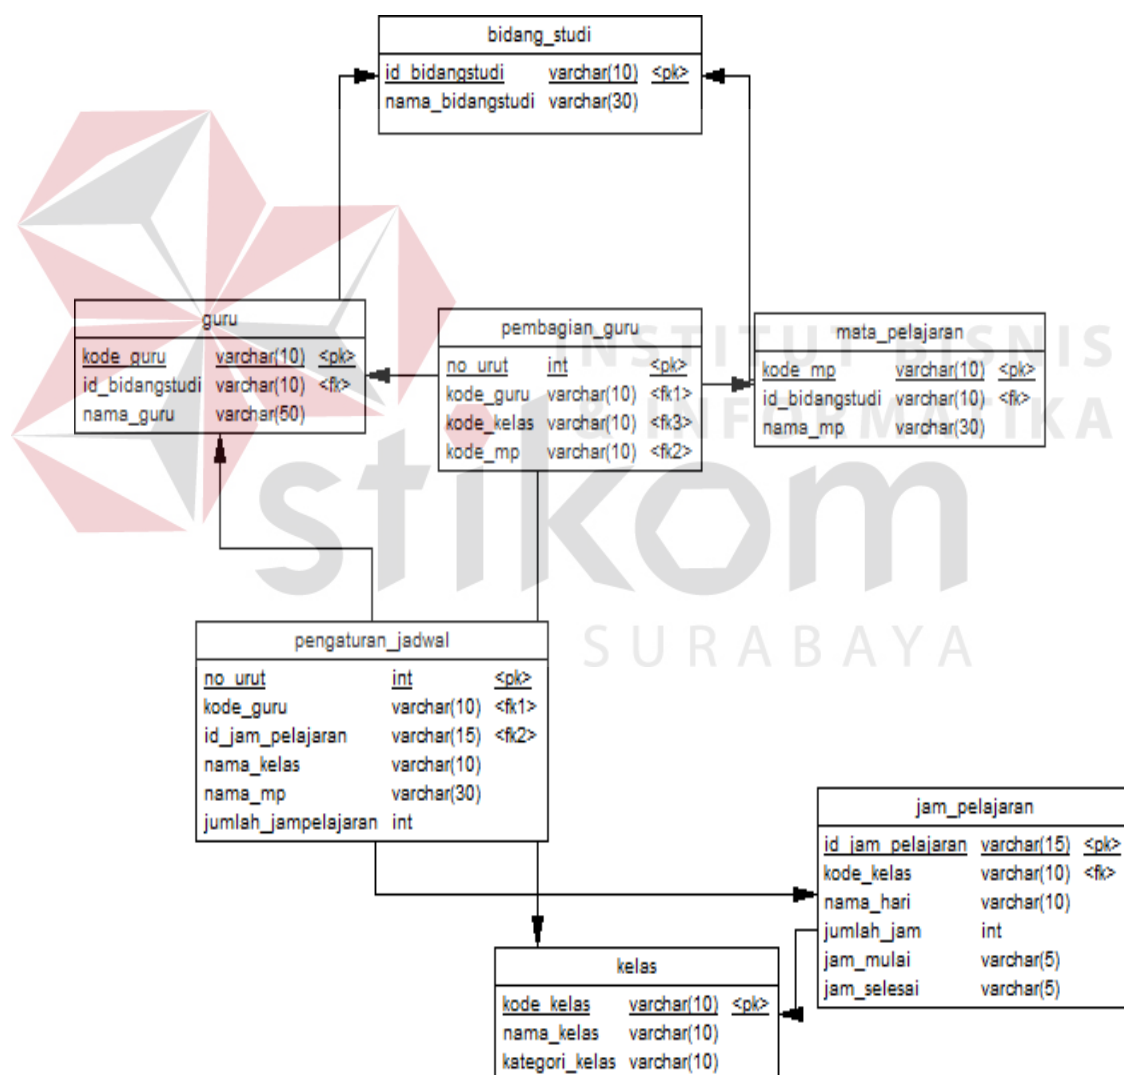 bidang_studi
id_bidangstudi varchar(10) <pk>
nama_bidangstudi varchar(30)
guru
kode_guru varchar(10) <pk>
id_bidangstudi varchar(10) <fk>
nama_guru varchar(50)
pembagian_guru
no_urut int <pk>
kode_guru varchar(10) <fk1>
kode_kelas varchar(10) <fk3>
kode_mp varchar(10) <fk2>
mata_pelajaran
kode_mp varchar(10) <pk>
id_bidangstudi varchar(10) <fk>
nama_mp varchar(30)
INSTITUT BISNIS
& INFORMATIKA
stikom
SURABAYA
pengaturan_jadwal
no_urut int <pk>
kode_guru varchar(10) <fk1>
id_jam_pelajaran varchar(15) <fk2>
nama_kelas varchar(10)
nama_mp varchar(30)
jumlah_jampelajaran int
jam_pelajaran
id_jam_pelajaran varchar(15) <pk>
kode_kelas varchar(10) <fk>
nama_hari varchar(10)
jumlah_jam int
jam_mulai varchar(5)
jam_selesai varchar(5)
kelas
kode_kelas varchar(10) <pk>
nama_kelas varchar(10)
kategori_kelas varchar(10)